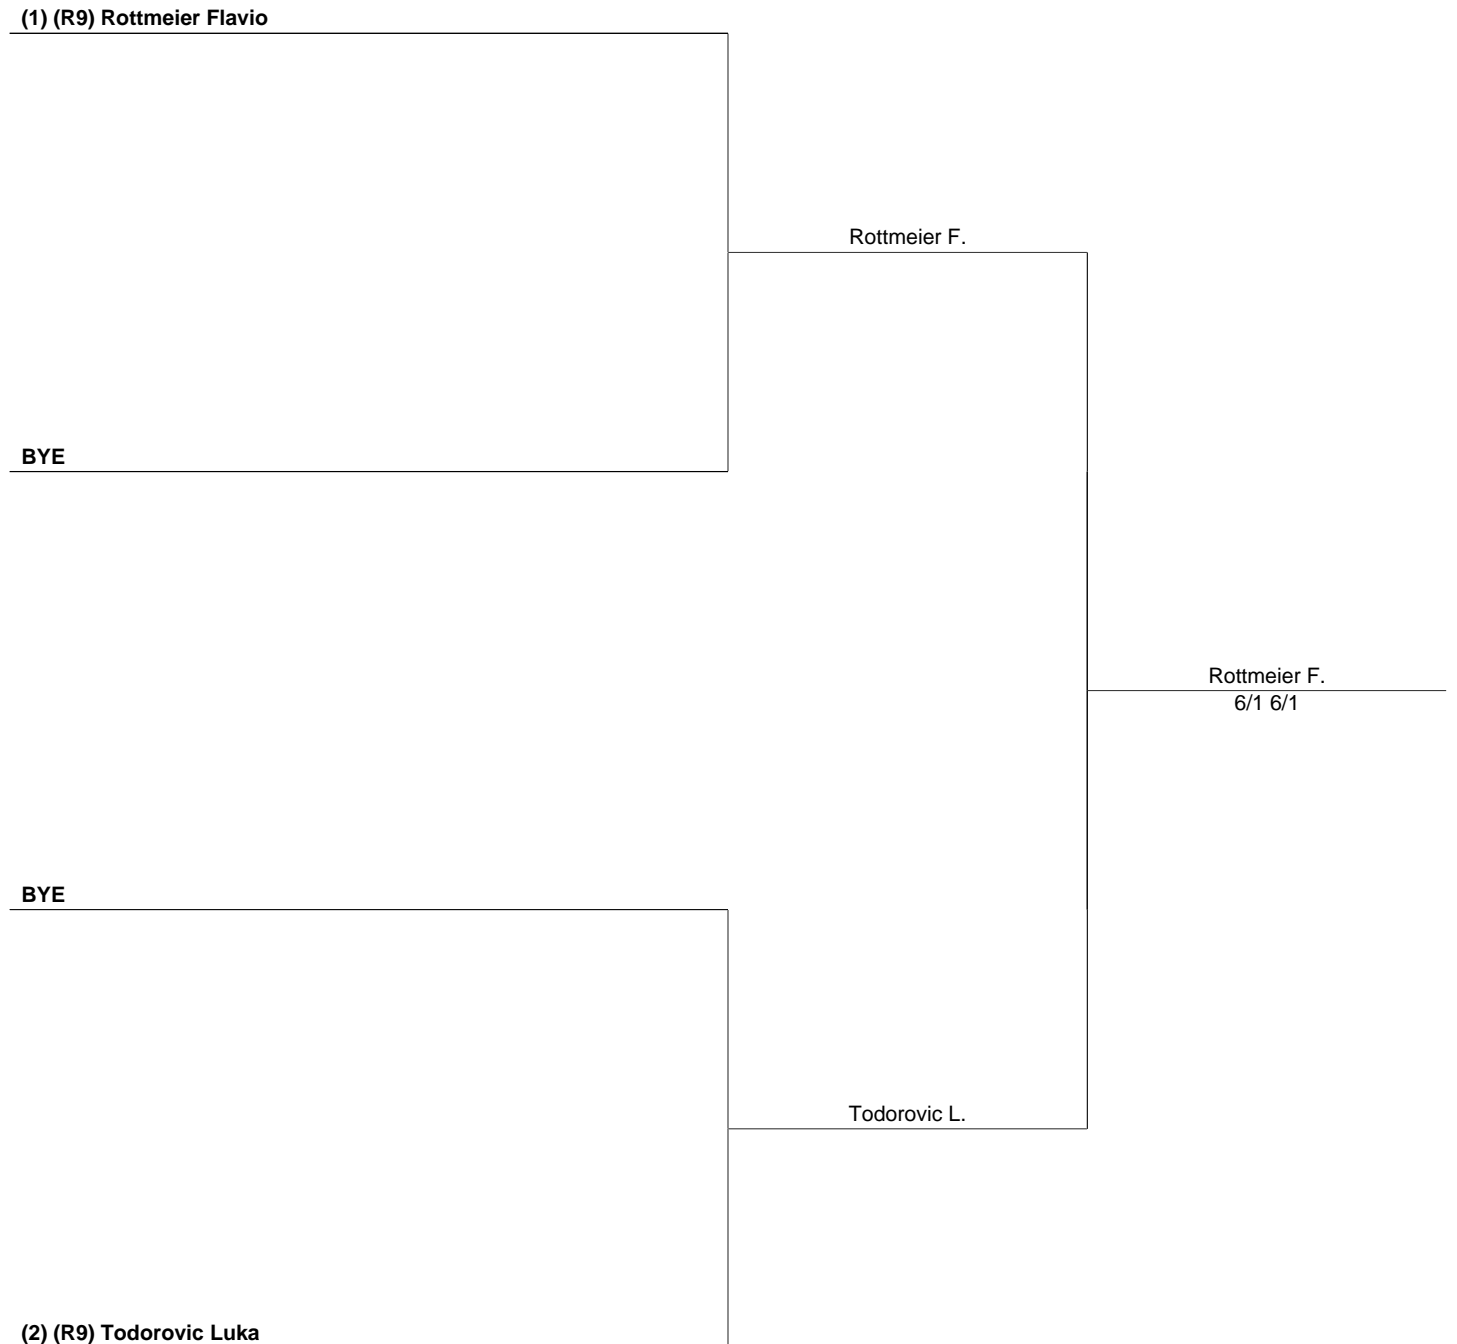 (1) (R9) Rottmeier Flavio
Rottmeier F.
BYE
Rottmeier F.
6/1 6/1
BYE
Todorovic L.
(2) (R9) Todorovic Luka